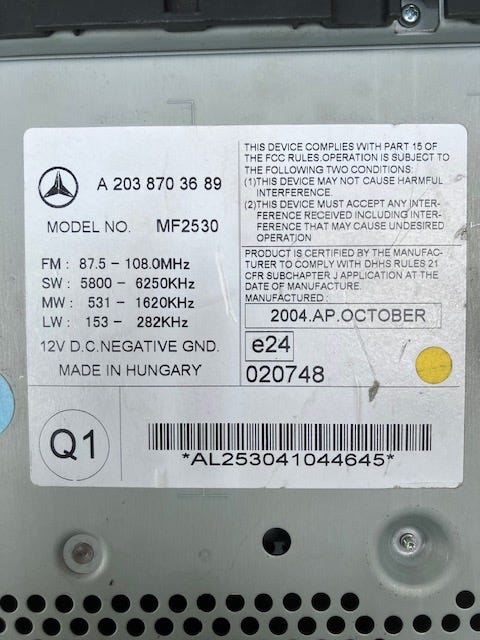 A 203 870 36 89
MODEL NO. MF2530
FM : 87.5 - 108.0MHz
SW : 5800 - 6250KHz
MW : 531 - 1620KHz
LW : 153 - 282KHz
12V D.C.NEGATIVE GND.
MADE IN HUNGARY
THIS DEVICE COMPLIES WITH PART 15 OF
THE FCC RULES.OPERATION IS SUBJECT TO
THE FOLLOWING TWO CONDITIONS:
(1)THIS DEVICE MAY NOT CAUSE HARMFUL
INTERFERENCE.
(2)THIS DEVICE MUST ACCEPT ANY INTER-
FERENCE RECEIVED INCLUDING INTER-
FERENCE THAT MAY CAUSE UNDESIRED
OPERATION
PRODUCT IS CERTIFIED BY THE MANUFAC-
TURER TO COMPLY WITH DHHS RULES 21
CFR SUBCHAPTER J APPLICATION AT THE
DATE OF MANUFACTURE.
MANUFACTURED :
2004.AP.OCTOBER
e24
020748
Q1
*AL253041044645*